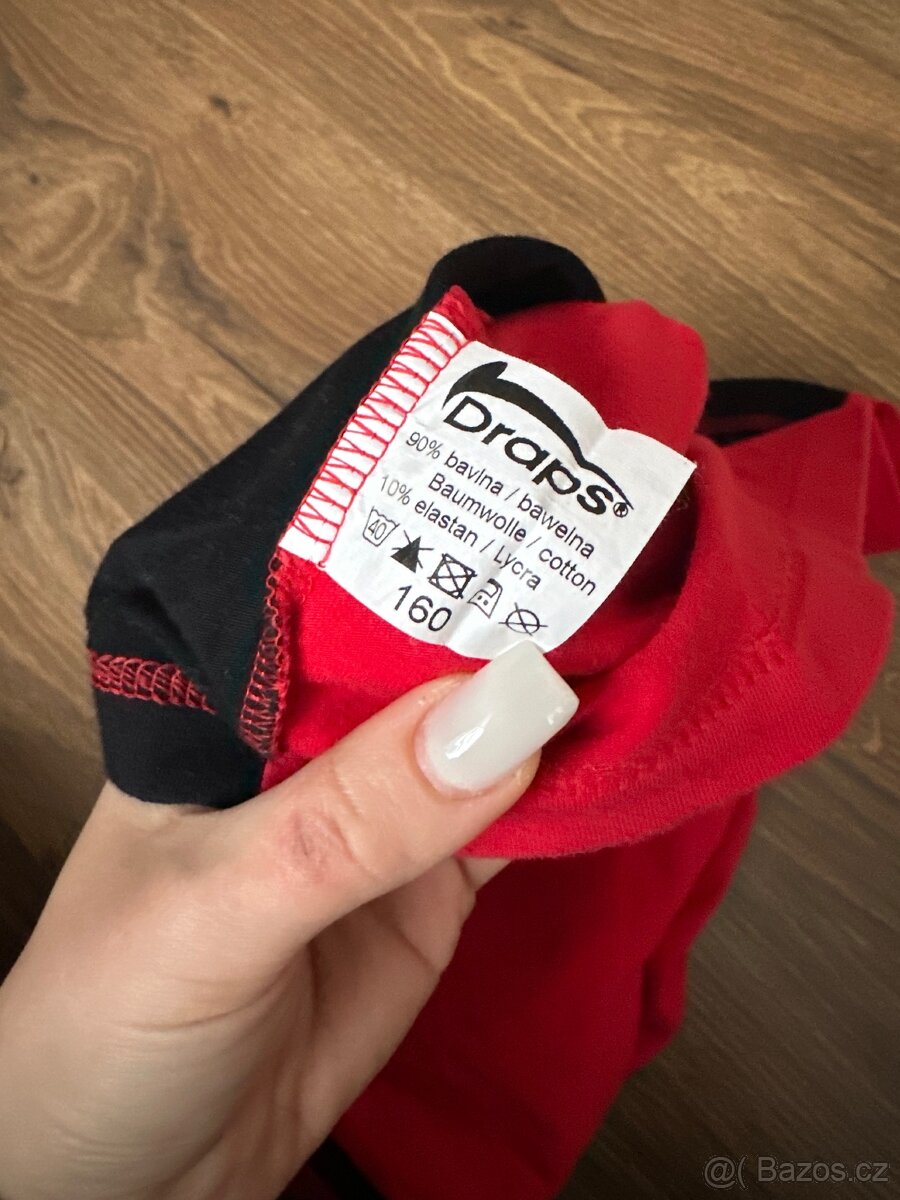 Draps®
90% bavlna / bawełna
Baumwolle / cotton
10% elastan / Lycra
40
160
@( Bazos.cz